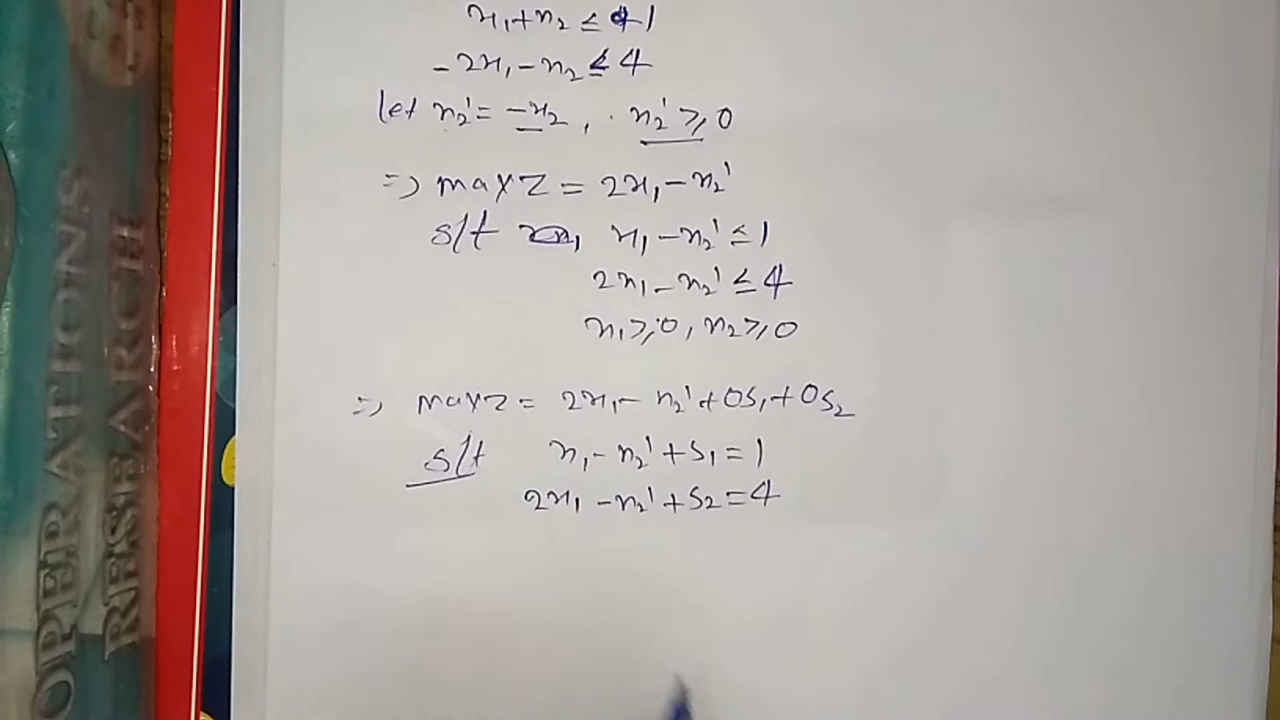 x₁+x₂ ≤ 1
-2x₁-x₂ ≤ 4
let x₂' = -x₂, x₂' ≥ 0
=> max Z = 2x₁-x₂'
s/t x₁-x₂' ≤ 1
2x₁-x₂' ≤ 4
x₁≥0, x₂≥0
=> max Z = 2x₁-x₂'+0s₁+0s₂
s/t x₁-x₂'+s₁=1
2x₁-x₂'+s₂=4
OPERATIONS
RESEARCH